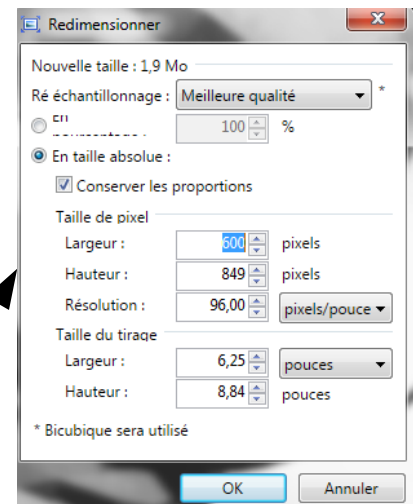 Redimensionner
Nouvelle taille : 1,9 Mo
Ré échantillonnage : Meilleure qualité *
En 100 %
En taille absolue :
Conserver les proportions
Taille de pixel
Largeur : 600 pixels
Hauteur : 849 pixels
Résolution : 96,00 pixels/pouce
Taille du tirage
Largeur : 6,25 pouces
Hauteur : 8,84 pouces
* Bicubique sera utilisé
OK Annuler